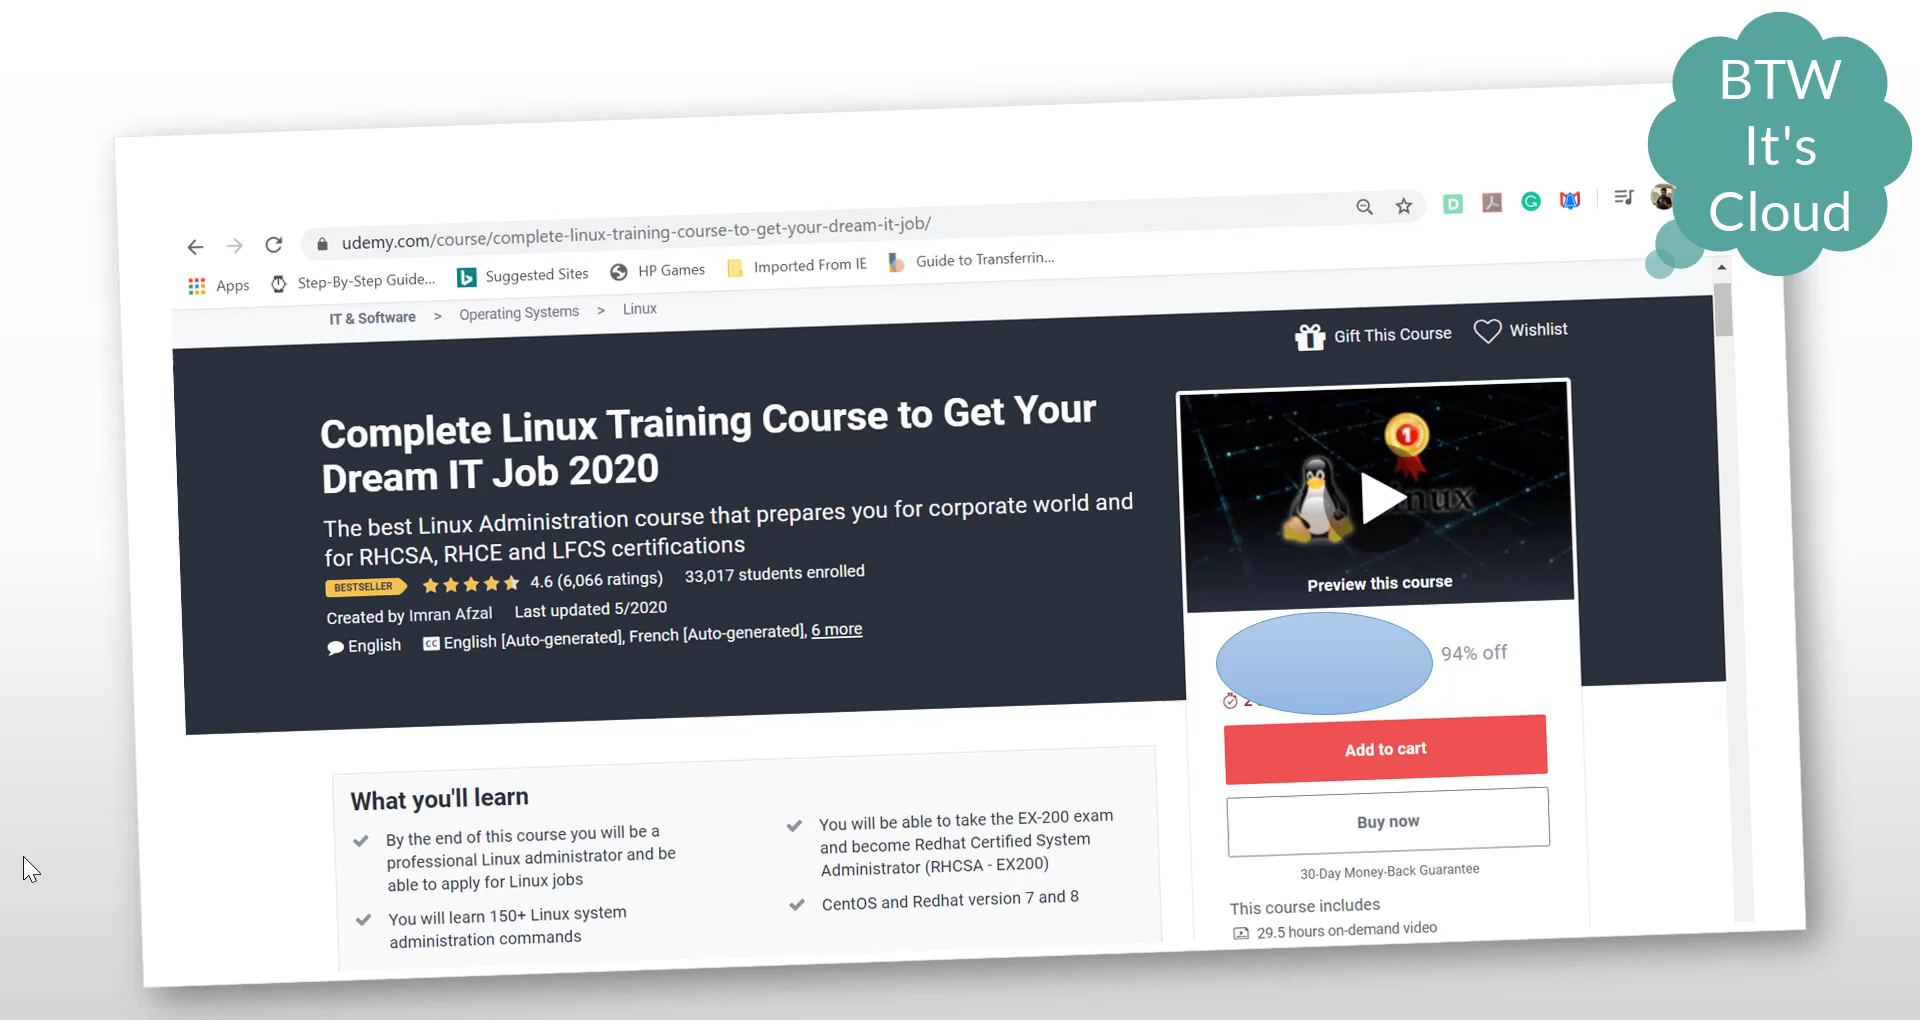 BTW
It's
Cloud
udemy.com/course/complete-linux-training-course-to-get-your-dream-it-job/
Apps Step-By-Step Guide... Suggested Sites HP Games Imported From IE Guide to Transferrin...
IT & Software > Operating Systems > Linux
Gift This Course Wishlist
Complete Linux Training Course to Get Your
Dream IT Job 2020
The best Linux Administration course that prepares you for corporate world and
for RHCSA, RHCE and LFCS certifications
BESTSELLER 4.6 (6,066 ratings) 33,017 students enrolled
Created by Imran Afzal Last updated 5/2020
English CC English [Auto-generated], French [Auto-generated], 6 more
Preview this course
94% off
Add to cart
Buy now
30-Day Money-Back Guarantee
This course includes
29.5 hours on-demand video
What you'll learn
By the end of this course you will be a
professional Linux administrator and be
able to apply for Linux jobs
You will learn 150+ Linux system
administration commands
You will be able to take the EX-200 exam
and become Redhat Certified System
Administrator (RHCSA - EX200)
CentOS and Redhat version 7 and 8